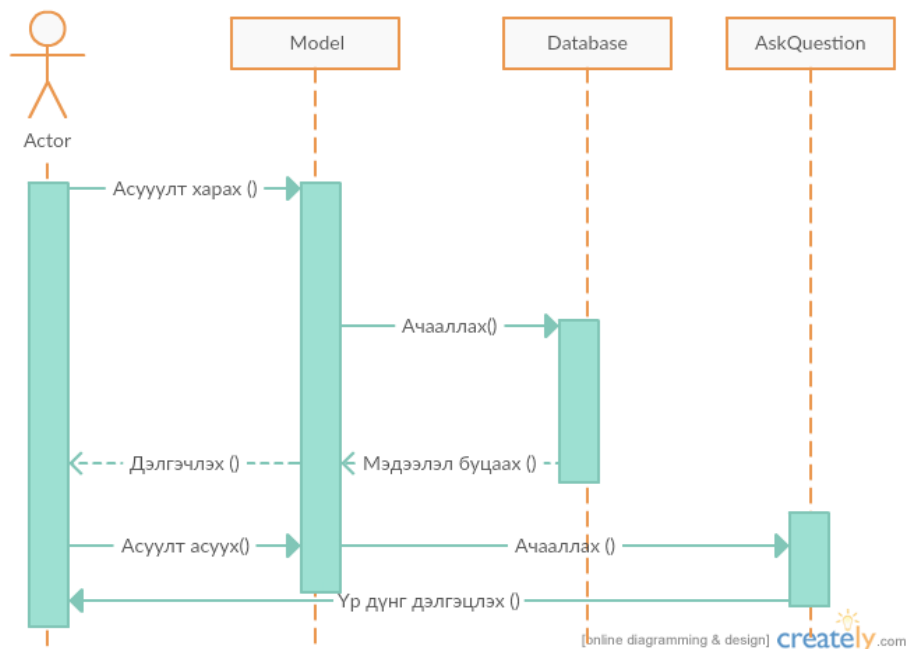 Model
Database
AskQuestion
Actor
Асууулт харах ()
Ачааллах()
Дэлгэчлэх ()
Мэдээлэл буцаах ()
Асуулт асуух()
Ачааллах ()
Үр дүнг дэлгэцлэх ()
[online diagramming & design] creately.com